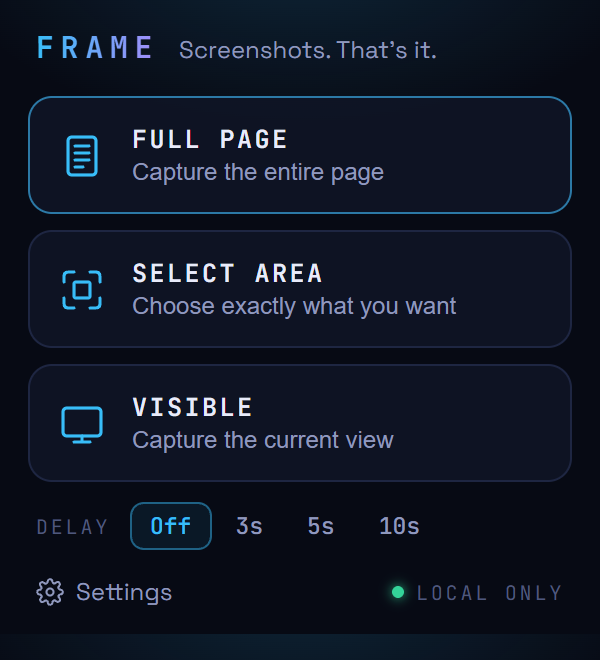 FRAME Screenshots. That's it.
FULL PAGE
Capture the entire page
SELECT AREA
Choose exactly what you want
VISIBLE
Capture the current view
DELAY Off 3s 5s 10s
Settings LOCAL ONLY